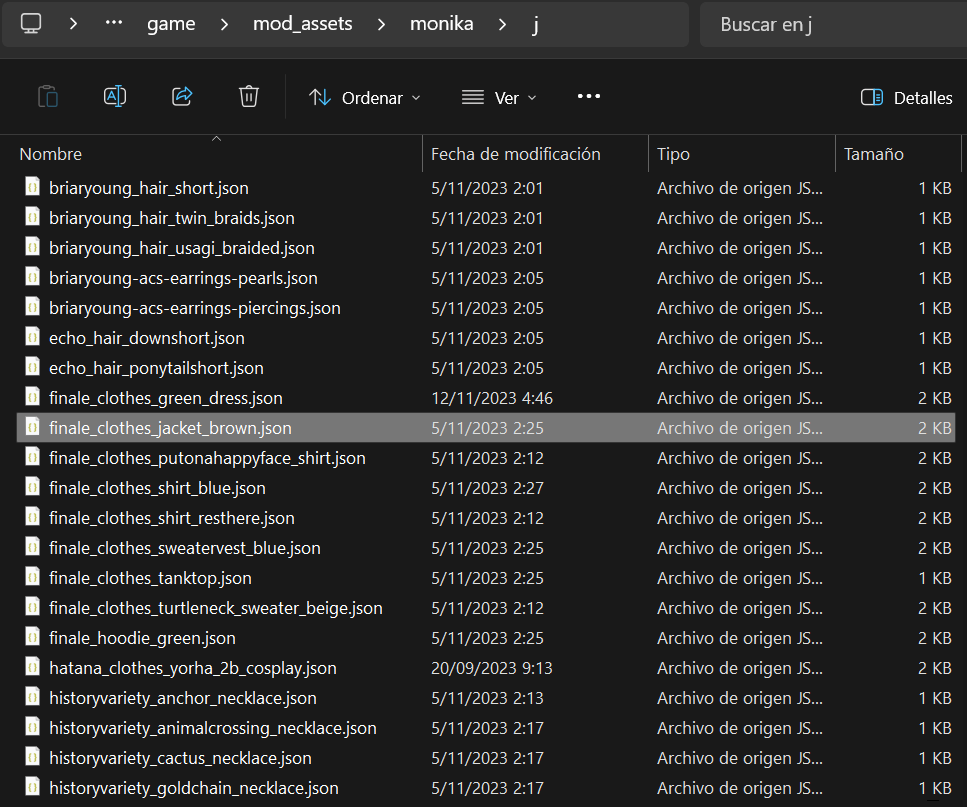 game mod_assets monika j Buscar en j
Ordenar Ver Detalles
Nombre Fecha de modificación Tipo Tamaño
briaryoung_hair_short.json 5/11/2023 2:01 Archivo de origen JS... 1 KB
briaryoung_hair_twin_braids.json 5/11/2023 2:01 Archivo de origen JS... 1 KB
briaryoung_hair_usagi_braided.json 5/11/2023 2:01 Archivo de origen JS... 1 KB
briaryoung-acs-earrings-pearls.json 5/11/2023 2:05 Archivo de origen JS... 1 KB
briaryoung-acs-earrings-piercings.json 5/11/2023 2:05 Archivo de origen JS... 1 KB
echo_hair_downshort.json 5/11/2023 2:05 Archivo de origen JS... 1 KB
echo_hair_ponytailshort.json 5/11/2023 2:05 Archivo de origen JS... 1 KB
finale_clothes_green_dress.json 12/11/2023 4:46 Archivo de origen JS... 2 KB
finale_clothes_jacket_brown.json 5/11/2023 2:25 Archivo de origen JS... 2 KB
finale_clothes_putonahappyface_shirt.json 5/11/2023 2:12 Archivo de origen JS... 2 KB
finale_clothes_shirt_blue.json 5/11/2023 2:27 Archivo de origen JS... 2 KB
finale_clothes_shirt_resthere.json 5/11/2023 2:12 Archivo de origen JS... 2 KB
finale_clothes_sweatervest_blue.json 5/11/2023 2:25 Archivo de origen JS... 2 KB
finale_clothes_tanktop.json 5/11/2023 2:25 Archivo de origen JS... 1 KB
finale_clothes_turtleneck_sweater_beige.json 5/11/2023 2:12 Archivo de origen JS... 2 KB
finale_hoodie_green.json 5/11/2023 2:25 Archivo de origen JS... 2 KB
hatana_clothes_yorha_2b_cosplay.json 20/09/2023 9:13 Archivo de origen JS... 2 KB
historyvariety_anchor_necklace.json 5/11/2023 2:13 Archivo de origen JS... 1 KB
historyvariety_animalcrossing_necklace.json 5/11/2023 2:17 Archivo de origen JS... 1 KB
historyvariety_cactus_necklace.json 5/11/2023 2:17 Archivo de origen JS... 1 KB
historyvariety_goldchain_necklace.json 5/11/2023 2:17 Archivo de origen JS... 1 KB